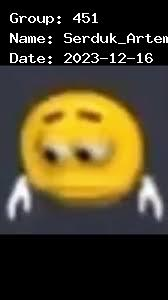 Group: 451
Name: Serduk_Artem
Date: 2023-12-16